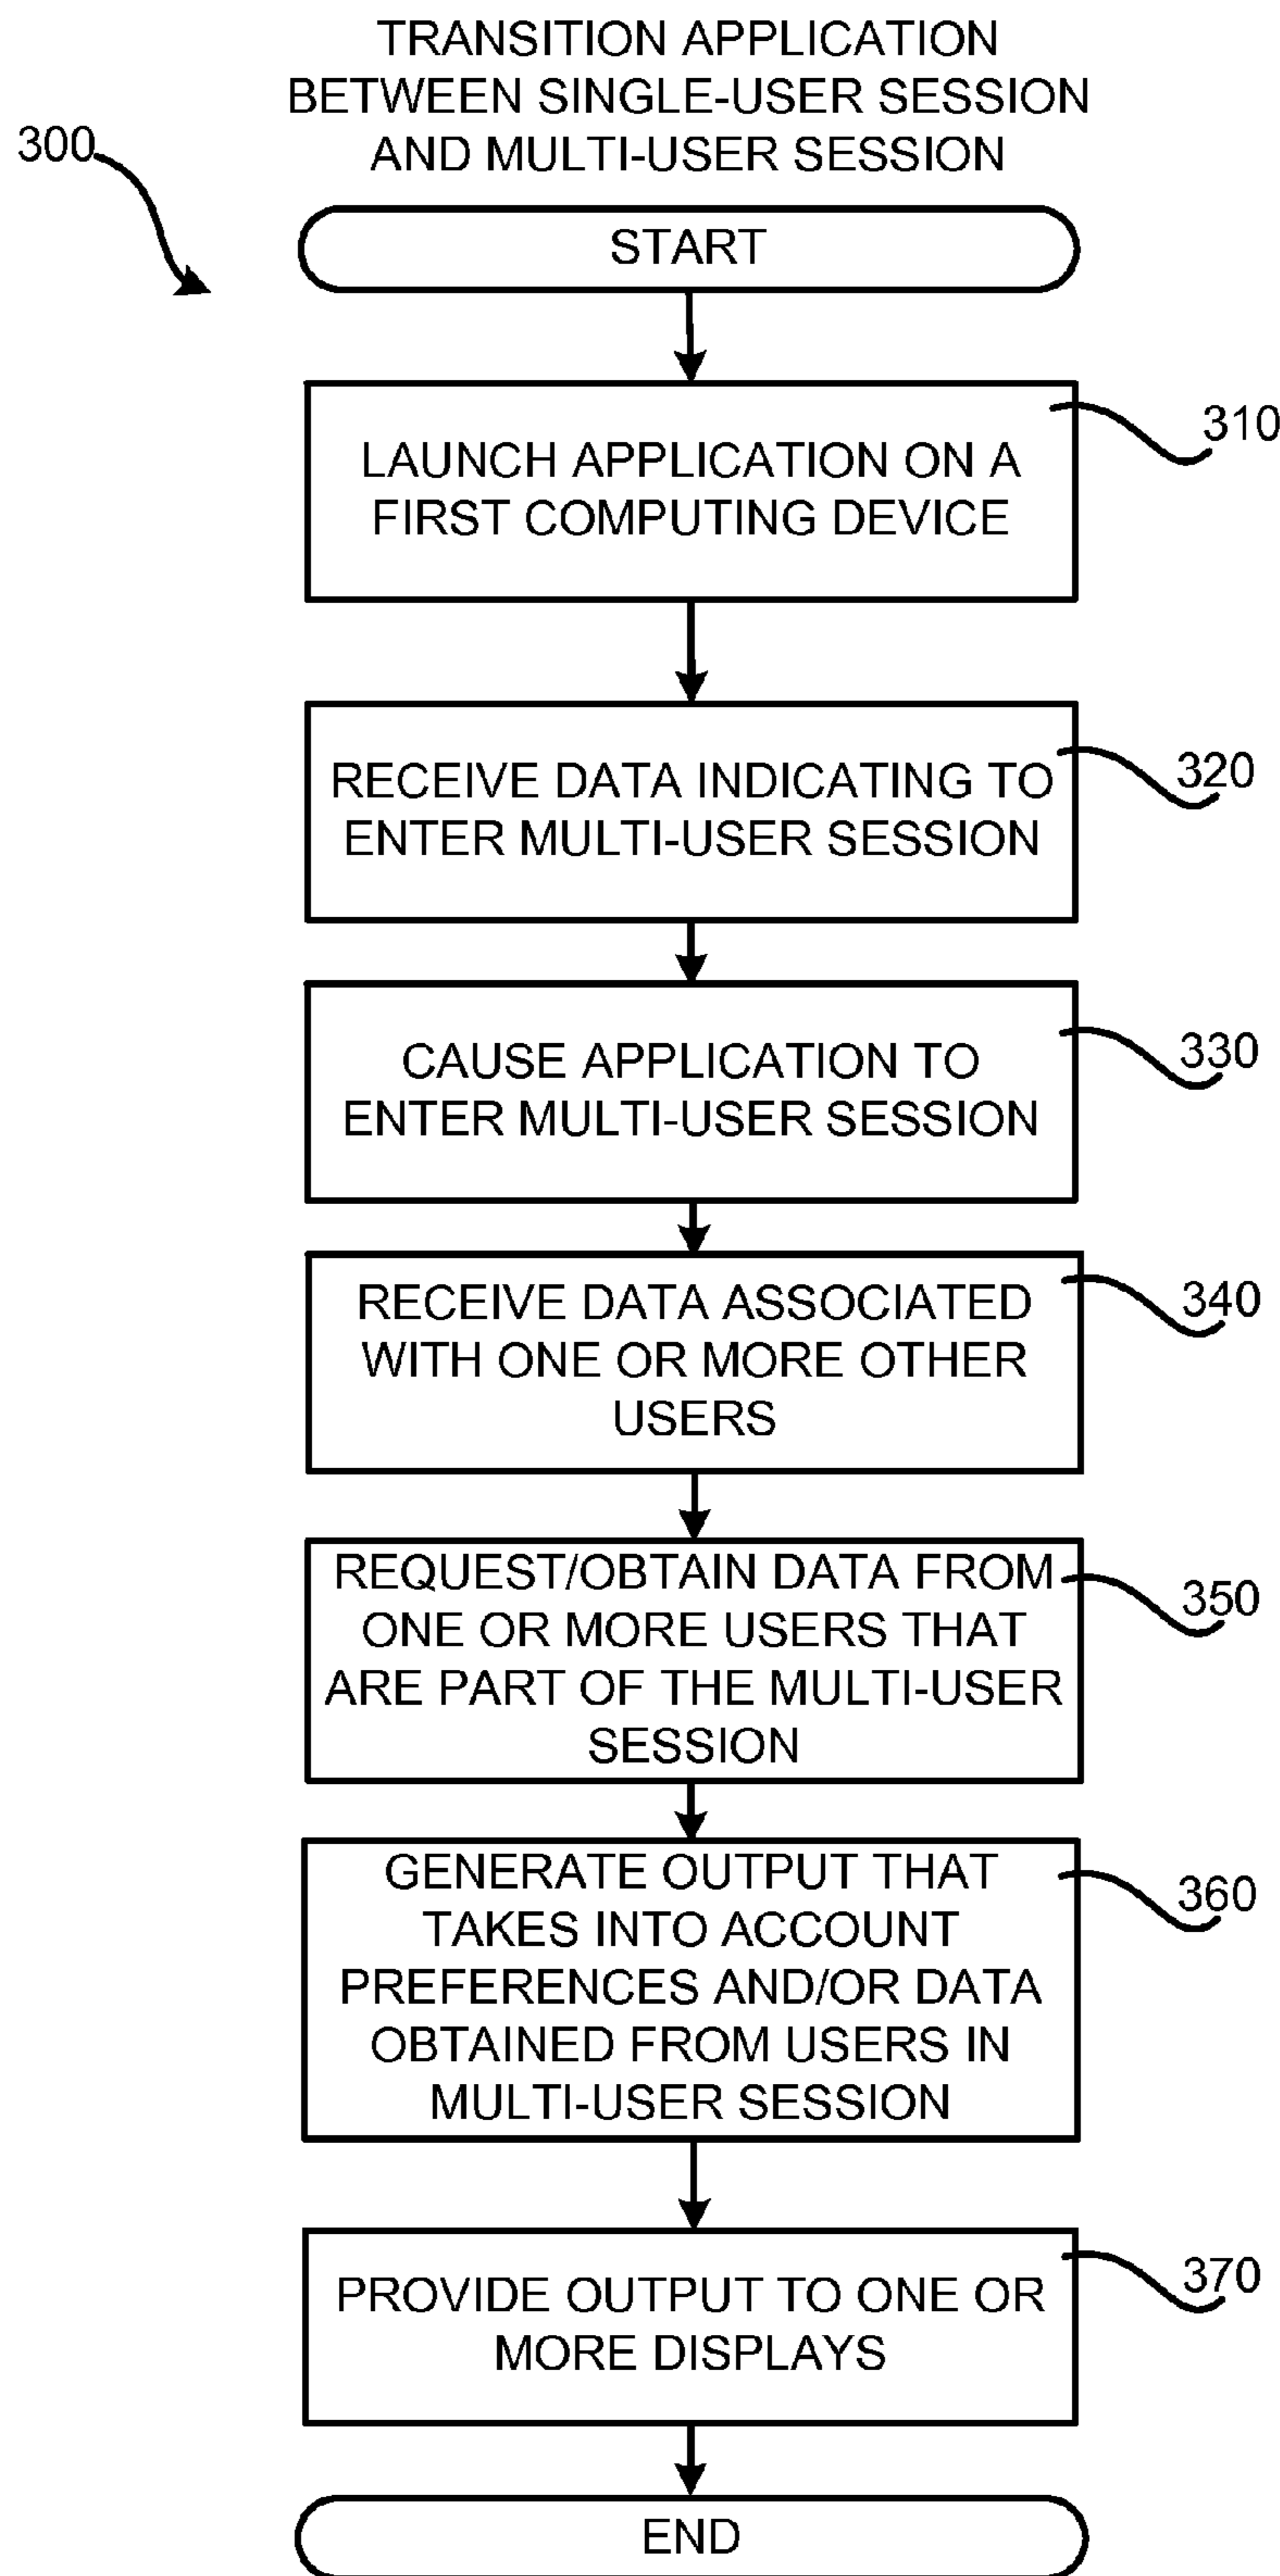 TRANSITION APPLICATION
BETWEEN SINGLE-USER SESSION
AND MULTI-USER SESSION
300
START
LAUNCH APPLICATION ON A
FIRST COMPUTING DEVICE
310
RECEIVE DATA INDICATING TO
ENTER MULTI-USER SESSION
320
CAUSE APPLICATION TO
ENTER MULTI-USER SESSION
330
RECEIVE DATA ASSOCIATED
WITH ONE OR MORE OTHER
USERS
340
REQUEST/OBTAIN DATA FROM
ONE OR MORE USERS THAT
ARE PART OF THE MULTI-USER
SESSION
350
GENERATE OUTPUT THAT
TAKES INTO ACCOUNT
PREFERENCES AND/OR DATA
OBTAINED FROM USERS IN
MULTI-USER SESSION
360
PROVIDE OUTPUT TO ONE OR
MORE DISPLAYS
370
END